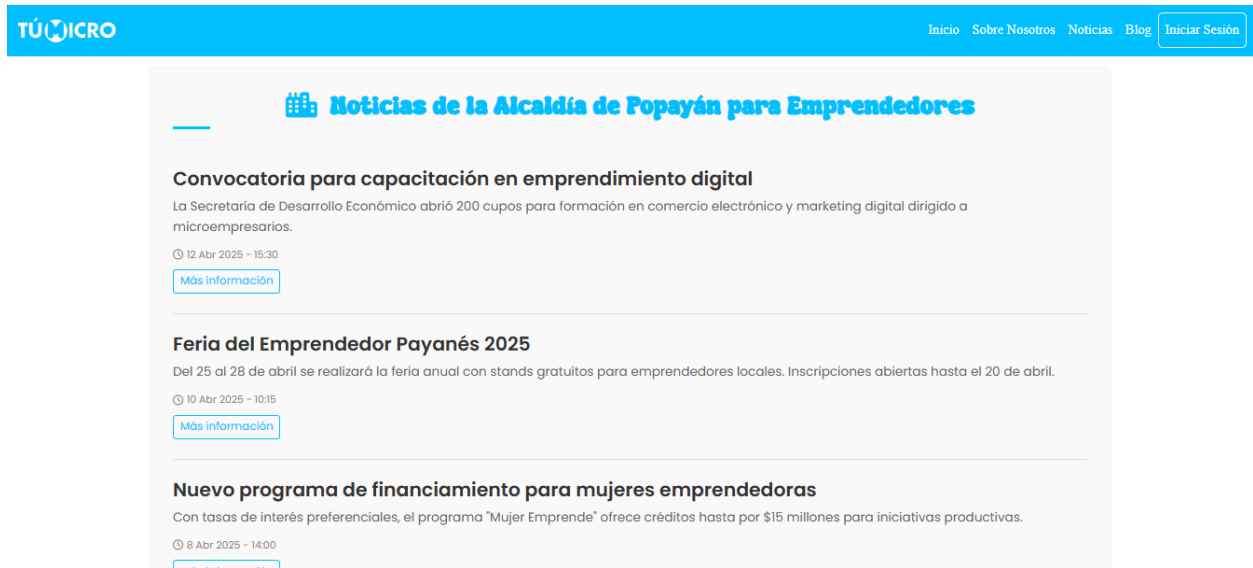 TÚMICRO
Inicio Sobre Nosotros Noticias Blog Iniciar Sesión
Noticias de la Alcaldía de Popayán para Emprendedores
Convocatoria para capacitación en emprendimiento digital
La Secretaría de Desarrollo Económico abrió 200 cupos para formación en comercio electrónico y marketing digital dirigido a
microempresarios.
12 Abr 2025 - 15:30
Más información
Feria del Emprendedor Payanés 2025
Del 25 al 28 de abril se realizará la feria anual con stands gratuitos para emprendedores locales. Inscripciones abiertas hasta el 20 de abril.
10 Abr 2025 - 10:15
Más información
Nuevo programa de financiamiento para mujeres emprendedoras
Con tasas de interés preferenciales, el programa "Mujer Emprende" ofrece créditos hasta por $15 millones para iniciativas productivas.
8 Abr 2025 - 14:00